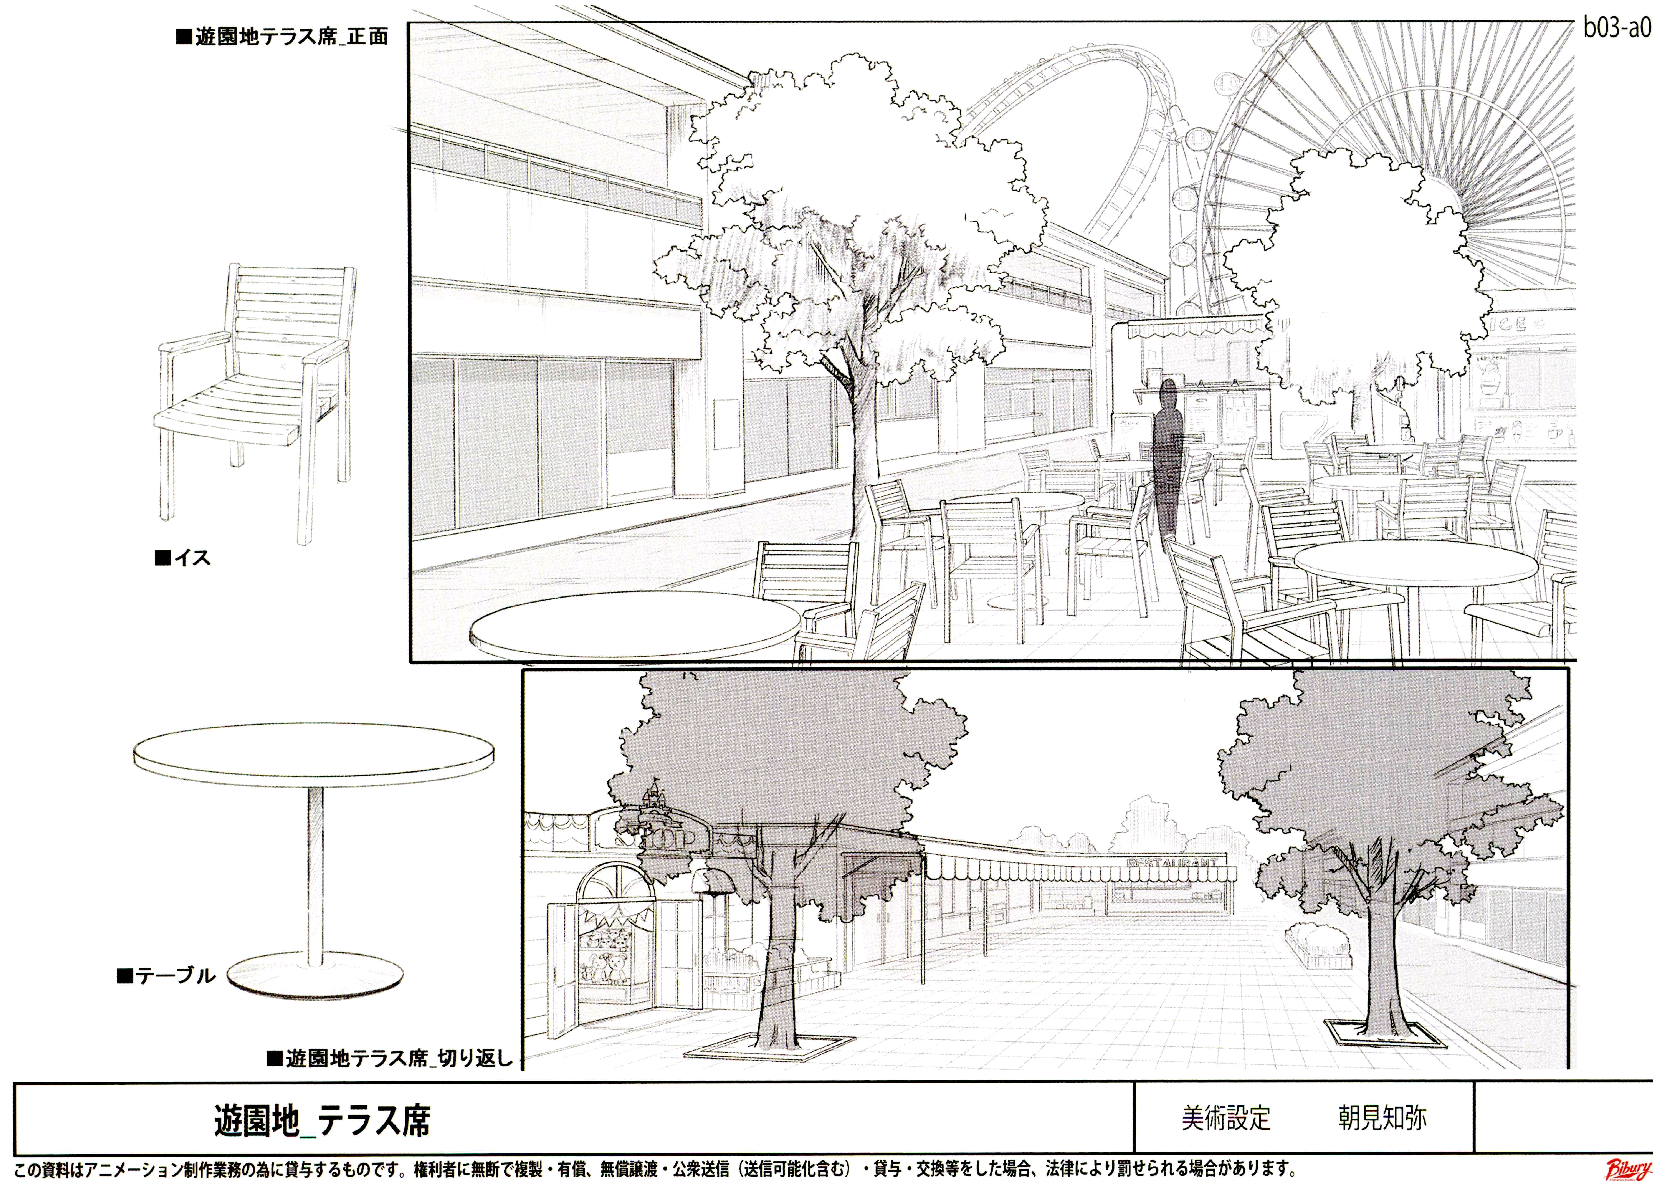 ■遊園地テラス席_正面
b03-a0
ICE
■イス
RESTAURANT
■テーブル
■遊園地テラス席_切り返し
遊園地_テラス席
美術設定 朝見知弥
この資料はアニメーション制作業務の為に貸与するものです。権利者に無断で複製・有償、無償譲渡・公衆送信（送信可能化含む）・貸与・交換等をした場合、法律により罰せられる場合があります。
Bibury